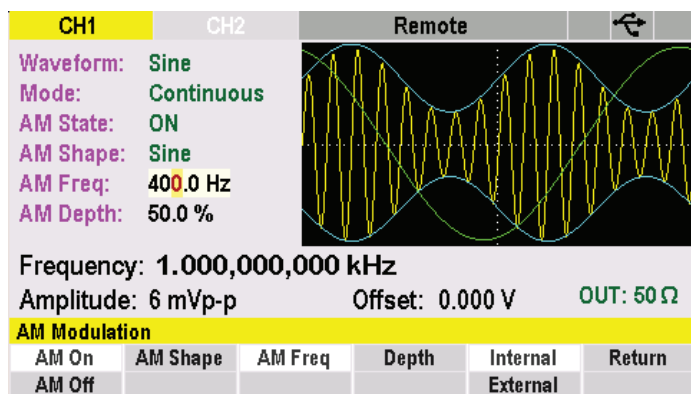 CH1 CH2 Remote
Waveform: Sine
Mode: Continuous
AM State: ON
AM Shape: Sine
AM Freq: 400.0 Hz
AM Depth: 50.0 %
Frequency: 1.000,000,000 kHz
Amplitude: 6 mVp-p Offset: 0.000 V OUT: 50 Ω
AM Modulation
AM On AM Shape AM Freq Depth Internal Return
AM Off External